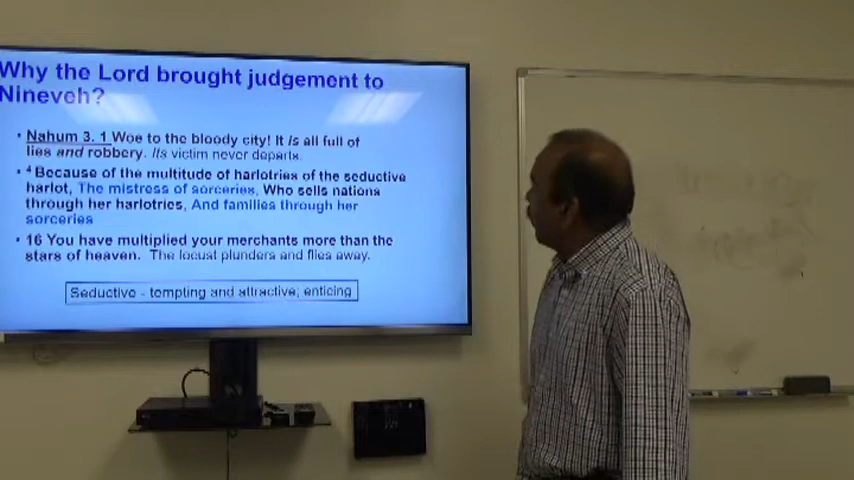 Why the Lord brought judgement to
Nineveh?
• Nahum 3. 1 Woe to the bloody city! It is all full of
lies and robbery. Its victim never departs.
• 4 Because of the multitude of harlotries of the seductive
harlot, The mistress of sorceries, Who sells nations
through her harlotries, And families through her
sorceries
• 16 You have multiplied your merchants more than the
stars of heaven. The locust plunders and flies away.
Seductive - tempting and attractive; enticing